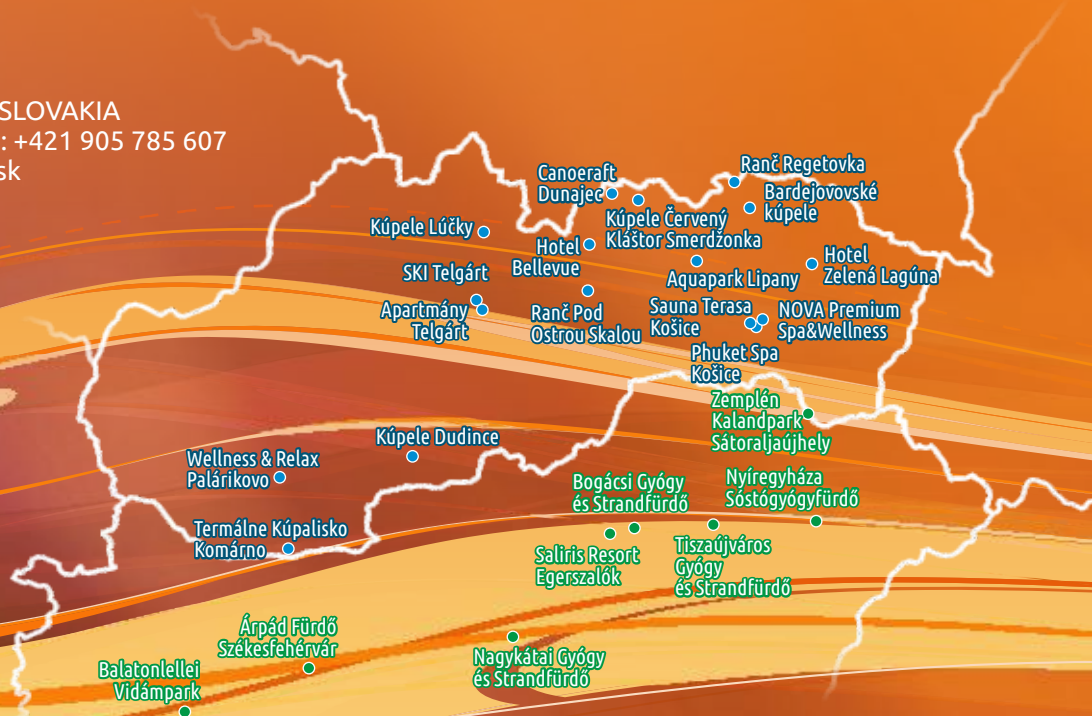 SLOVAKIA
: +421 905 785 607
sk
Ranč Regetovka
Canoeraft
Dunajec
Bardejovovské
kúpele
Kúpele Červený
Kláštor Smerdžonka
Kúpele Lúčky
Hotel
Bellevue
Hotel
Zelená Lagúna
SKI Telgárt
Aquapark Lipany
Apartmány
Telgárt
Ranč Pod
Ostrou Skalou
Sauna Terasa
Košice
NOVA Premium
Spa&Wellness
Phuket Spa
Košice
Zemplén
Kalandpark
Sátoraljaújhely
Kúpele Dudince
Wellness & Relax
Palárikovo
Bogácsi Gyógy
és Strandfürdő
Nyíregyháza
Sóstógyógyfürdő
Termálne Kúpalisko
Komárno
Saliris Resort
Egerszalók
Tiszaújváros
Gyógy
és Strandfürdő
Árpád Fürdő
Székesfehérvár
Nagykátai Gyógy
és Strandfürdő
Balatonlellei
Vidámpark